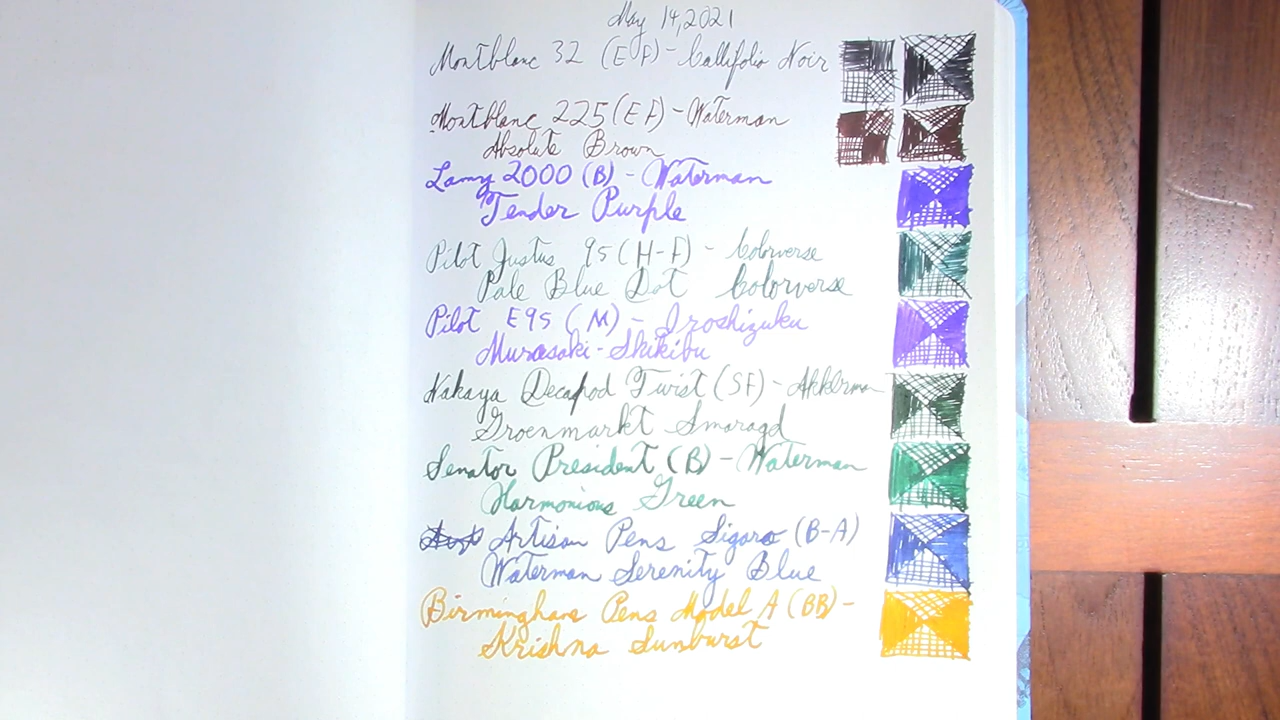 May 14, 2021
Montblanc 32 (EF) - Callifolio Noir
Montblanc 225 (EF) - Waterman
Absolute Brown
Lamy 2000 (B) - Waterman
Tender Purple
Pilot Justus 95 (H-F) - Colorverse
Pale Blue Dot Colorverse
Pilot E95 (M) - Iroshizuku
Murasaki-Shikibu
Nakaya Decapod Twist (SF) - Akkerman
Groenmarkt Smaragd
Senator President (B) - Waterman
Harmonious Green
Artisan Pens Sigaro (B-A)
Waterman Serenity Blue
Birmingham Pens Model A (BB) -
Krishna Sunburst